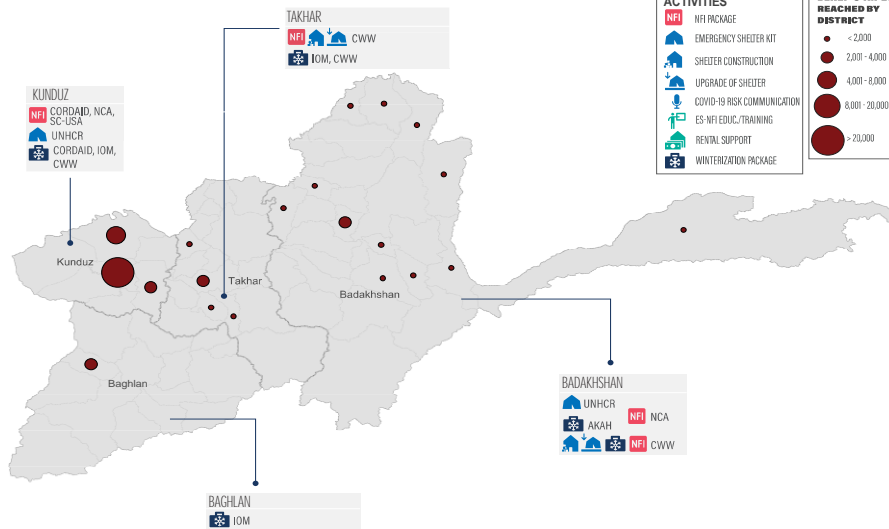 TAKHAR
NFI CWW
IOM, CWW
KUNDUZ
NFI CORDAID, NCA,
SC-USA
UNHCR
CORDAID, IOM,
CWW
ACTIVITIES
NFI NFI PACKAGE
EMERGENCY SHELTER KIT
SHELTER CONSTRUCTION
UPGRADE OF SHELTER
COVID-19 RISK COMMUNICATION
ES-NFI EDUC./TRAINING
RENTAL SUPPORT
WINTERIZATION PACKAGE
REACHED BY
DISTRICT
< 2,000
2,001 - 4,000
4,001 - 8,000
8,001 - 20,000
> 20,000
Kunduz
Takhar
Badakhshan
Baghlan
BADAKHSHAN
UNHCR
AKAH
NFI NCA
NFI CWW
BAGHLAN
IOM